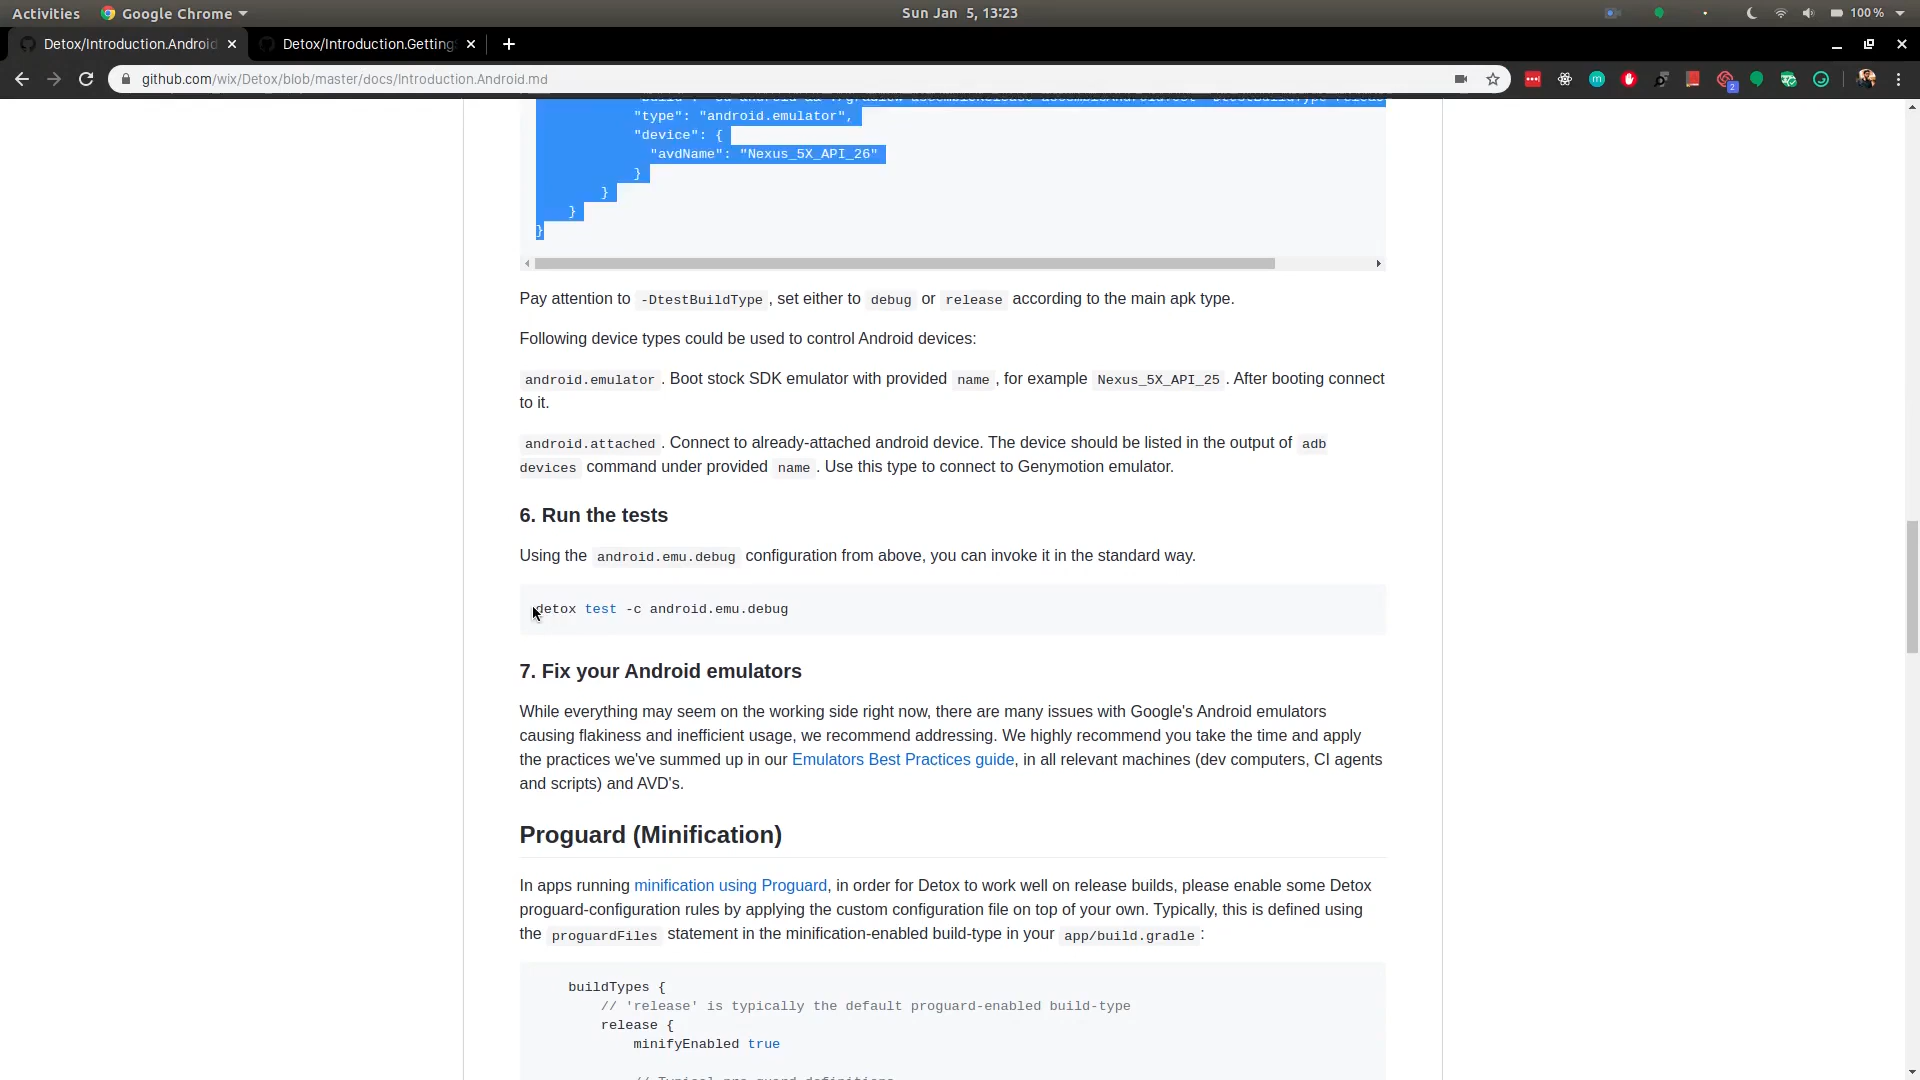 Activities Google Chrome Sun Jan 5, 13:23 100 %
Detox/Introduction.Android Detox/Introduction.Getting
github.com/wix/Detox/blob/master/docs/Introduction.Android.md
2
"type": "android.emulator",
"device": {
"avdName": "Nexus_5X_API_26"
}
}
}
}
Pay attention to -DtestBuildType , set either to debug or release according to the main apk type.
Following device types could be used to control Android devices:
android.emulator . Boot stock SDK emulator with provided name , for example Nexus_5X_API_25 . After booting connect
to it.
android.attached . Connect to already-attached android device. The device should be listed in the output of adb
devices command under provided name . Use this type to connect to Genymotion emulator.
6. Run the tests
Using the android.emu.debug configuration from above, you can invoke it in the standard way.
detox test -c android.emu.debug
7. Fix your Android emulators
While everything may seem on the working side right now, there are many issues with Google's Android emulators
causing flakiness and inefficient usage, we recommend addressing. We highly recommend you take the time and apply
the practices we've summed up in our Emulators Best Practices guide, in all relevant machines (dev computers, CI agents
and scripts) and AVD's.
Proguard (Minification)
In apps running minification using Proguard, in order for Detox to work well on release builds, please enable some Detox
proguard-configuration rules by applying the custom configuration file on top of your own. Typically, this is defined using
the proguardFiles statement in the minification-enabled build-type in your app/build.gradle :
buildTypes {
// 'release' is typically the default proguard-enabled build-type
release {
minifyEnabled true